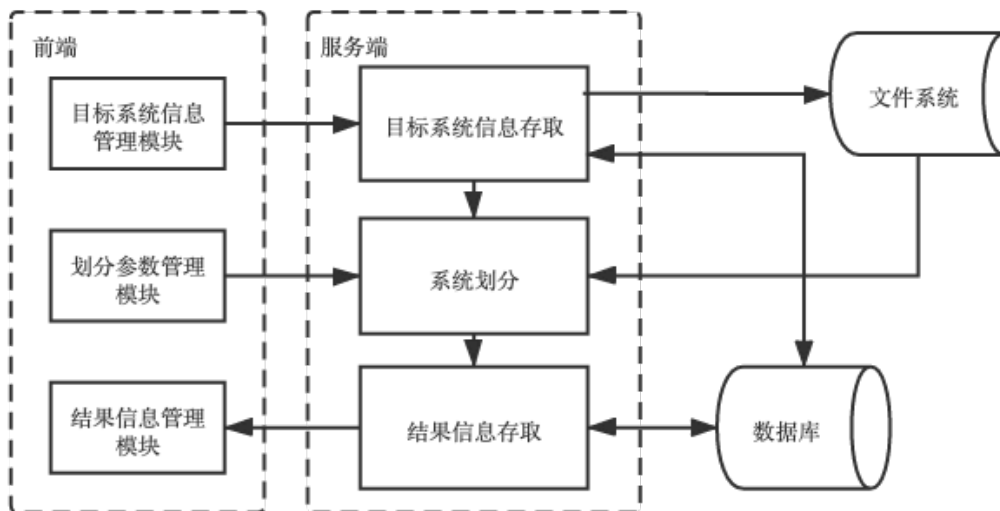 前端
服务端
目标系统信息
管理模块
目标系统信息存取
文件系统
划分参数管理
模块
系统划分
结果信息管理
模块
结果信息存取
数据库